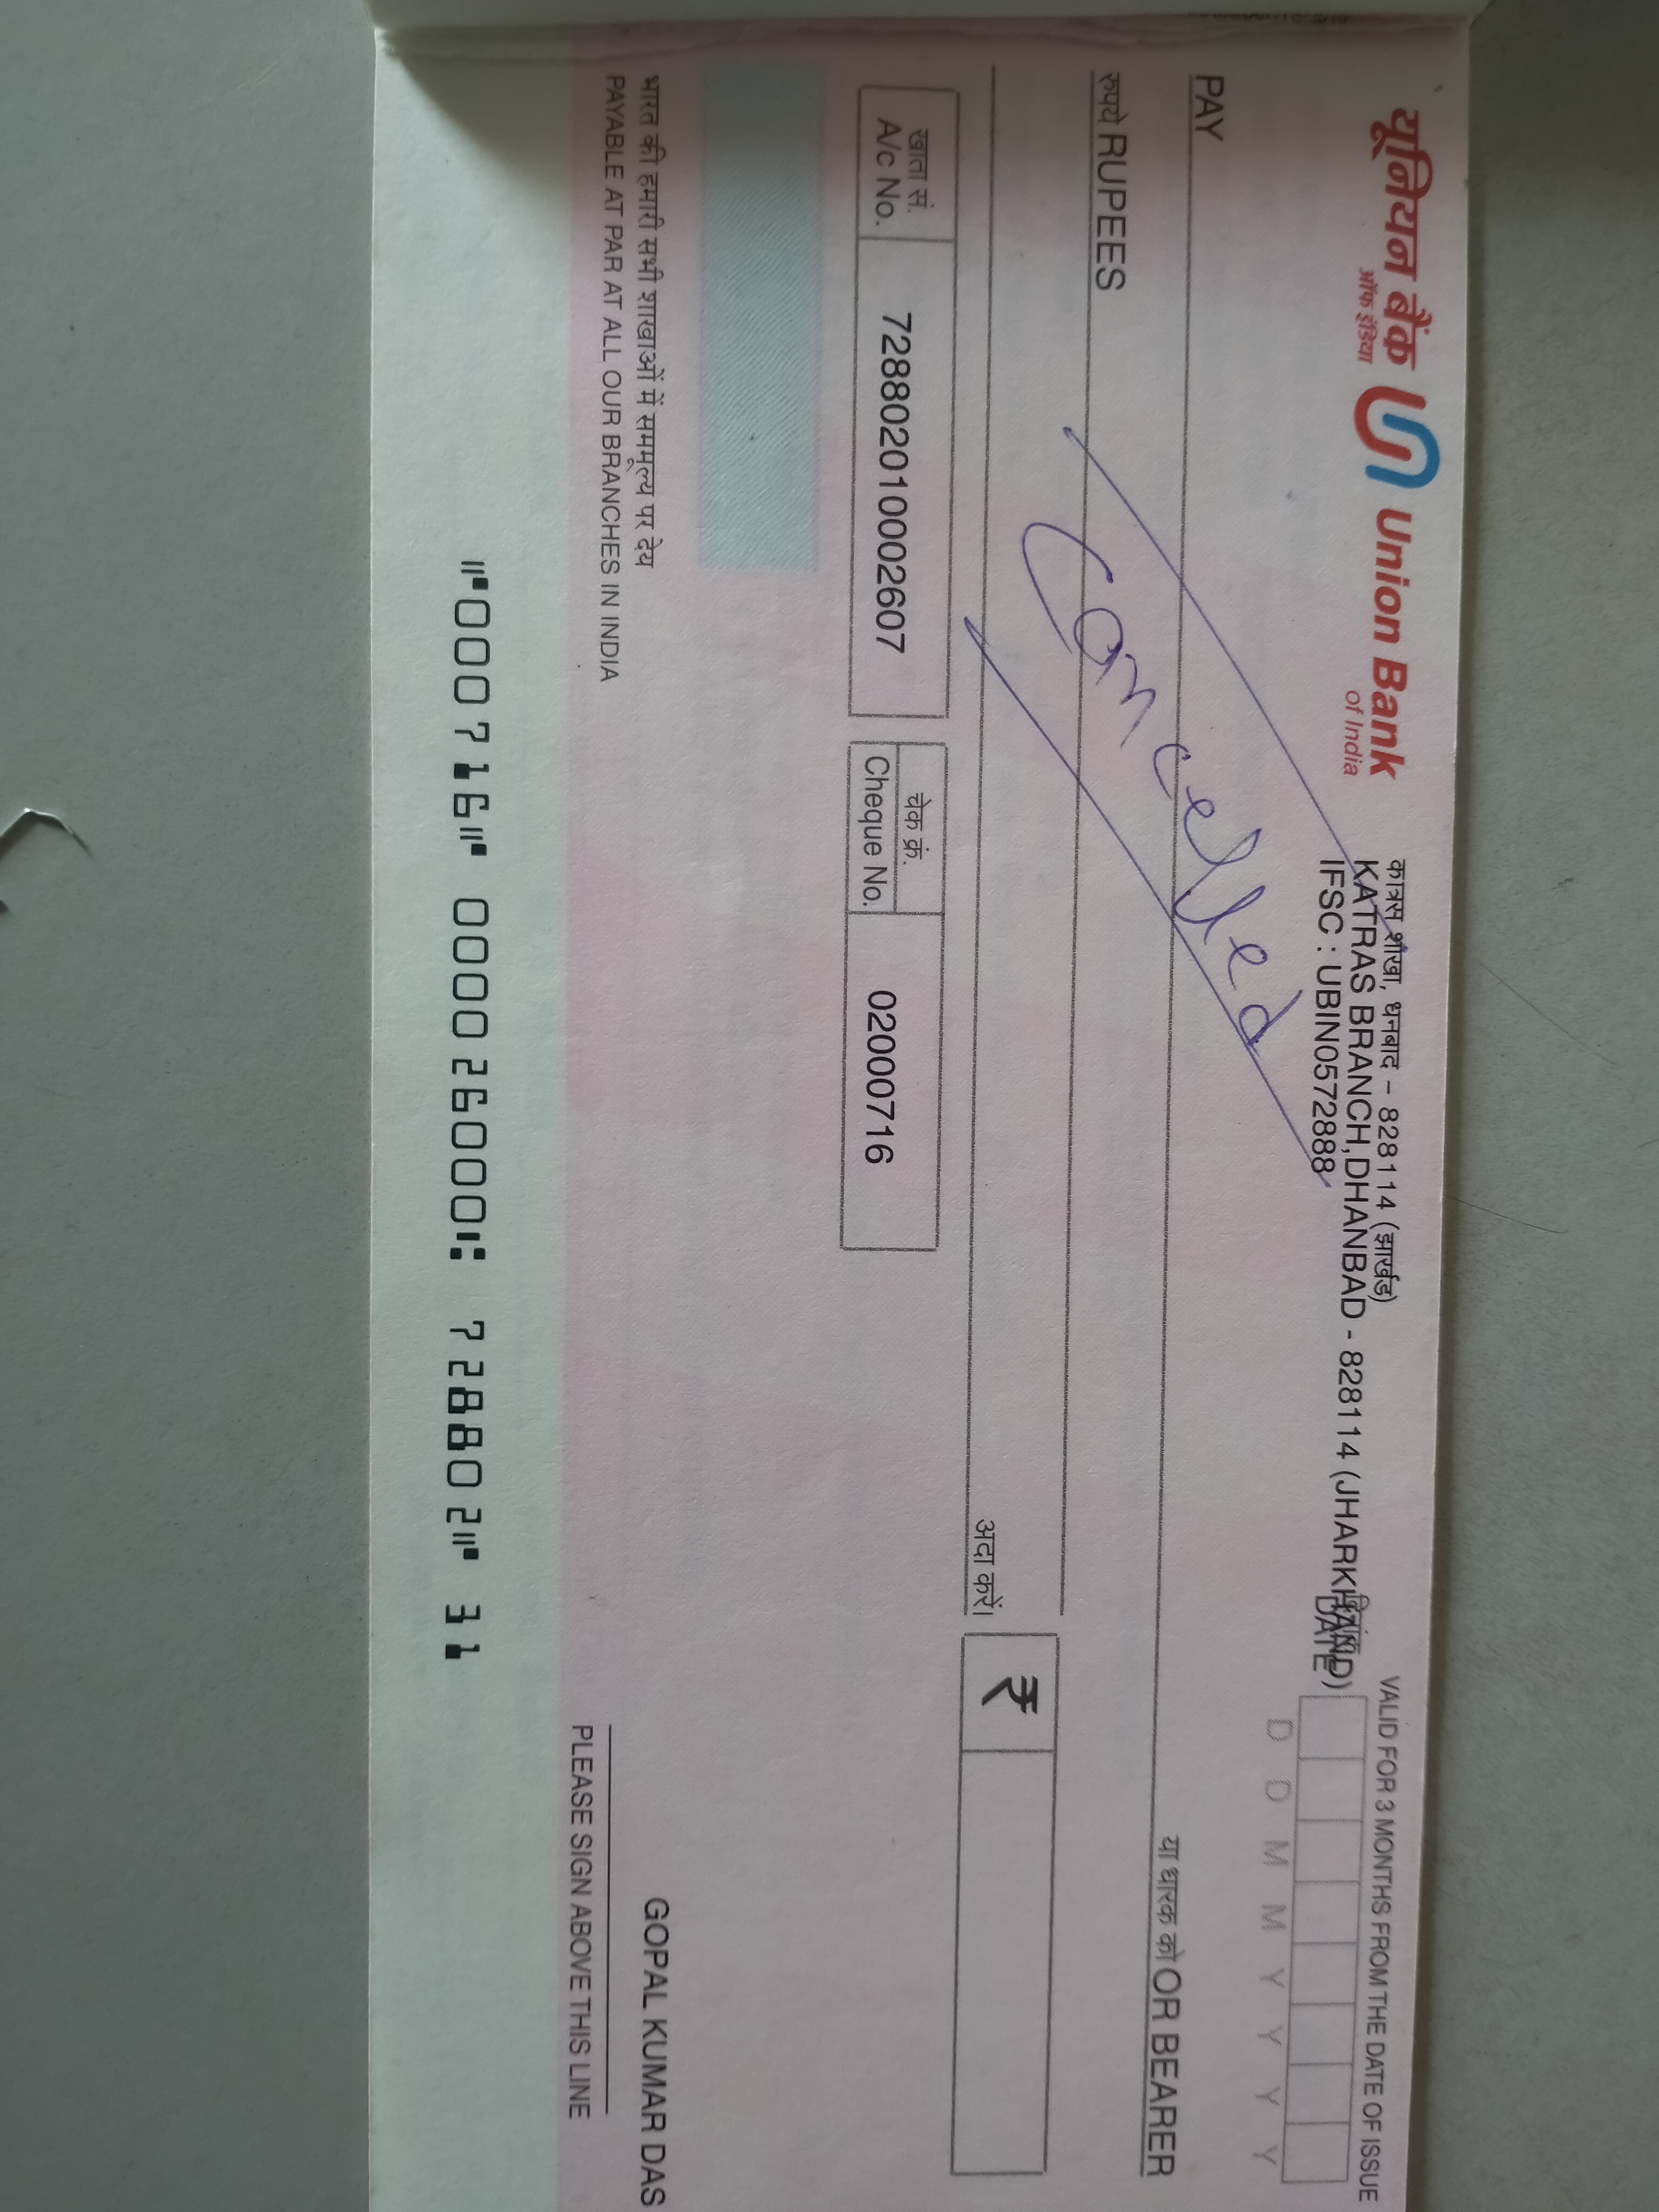 यूनियन बैंक Union Bank
ऑफ इंडिया of India
कात्रस शाखा, धनबाद – 828114 (झार्खंड)
KATRAS BRANCH,DHANBAD - 828114 (JHARKHAND)
IFSC : UBIN0572888
VALID FOR 3 MONTHS FROM THE DATE OF ISSUE
DATE
D D M M Y Y Y Y
PAY
या धारक को OR BEARER
रुपये RUPEES
Cancelled
अदा करें।
₹
खाता सं.
A/c No.
728802010002607
चेक क्रं.
Cheque No.
02000716
GOPAL KUMAR DAS
भारत की हमारी सभी शाखाओं में सममूल्य पर देय
PAYABLE AT PAR AT ALL OUR BRANCHES IN INDIA
PLEASE SIGN ABOVE THIS LINE
⑈000716⑈ 000026000⑆ 728802⑈ 31